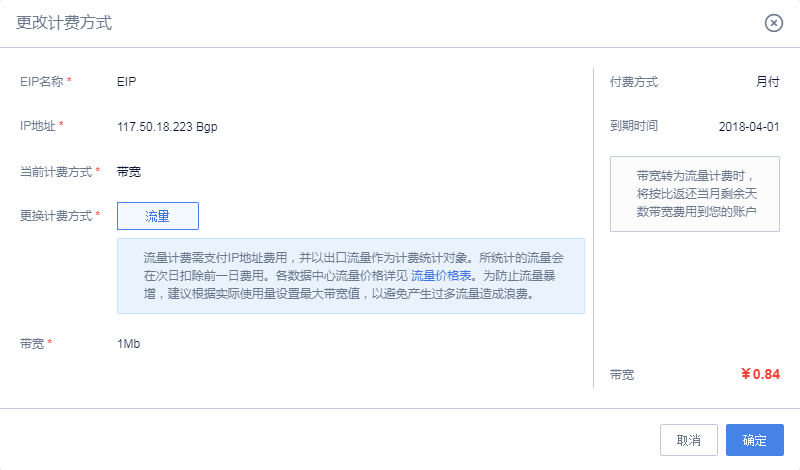 更改计费方式
EIP名称 *
EIP
IP地址 *
117.50.18.223 Bgp
当前计费方式 *
带宽
更换计费方式 *
流量
流量计费需支付IP地址费用，并以出口流量作为计费统计对象。所统计的流量会
在次日扣除前一日费用。各数据中心流量价格详见 流量价格表。为防止流量暴
增，建议根据实际使用量设置最大带宽值，以避免产生过多流量造成浪费。
带宽 *
1Mb
付费方式
月付
到期时间
2018-04-01
带宽转为流量计费时，
将按比返还当月剩余天
数带宽费用到您的账户
带宽
¥0.84
取消
确定